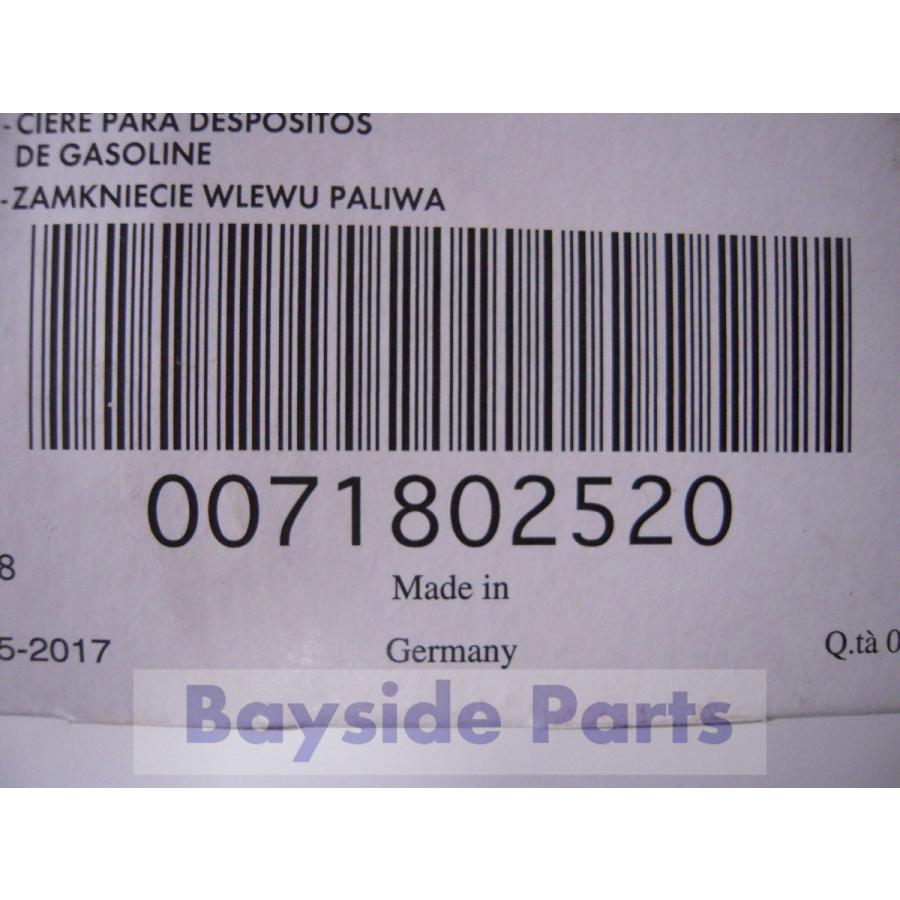 -CIERE PARA DESPOSITOS
DE GASOLINE
-ZAMKNIECIE WLEWU PALIWA
0071802520
8
Made in
5-2017
Germany
Q.tà 0
Bayside Parts